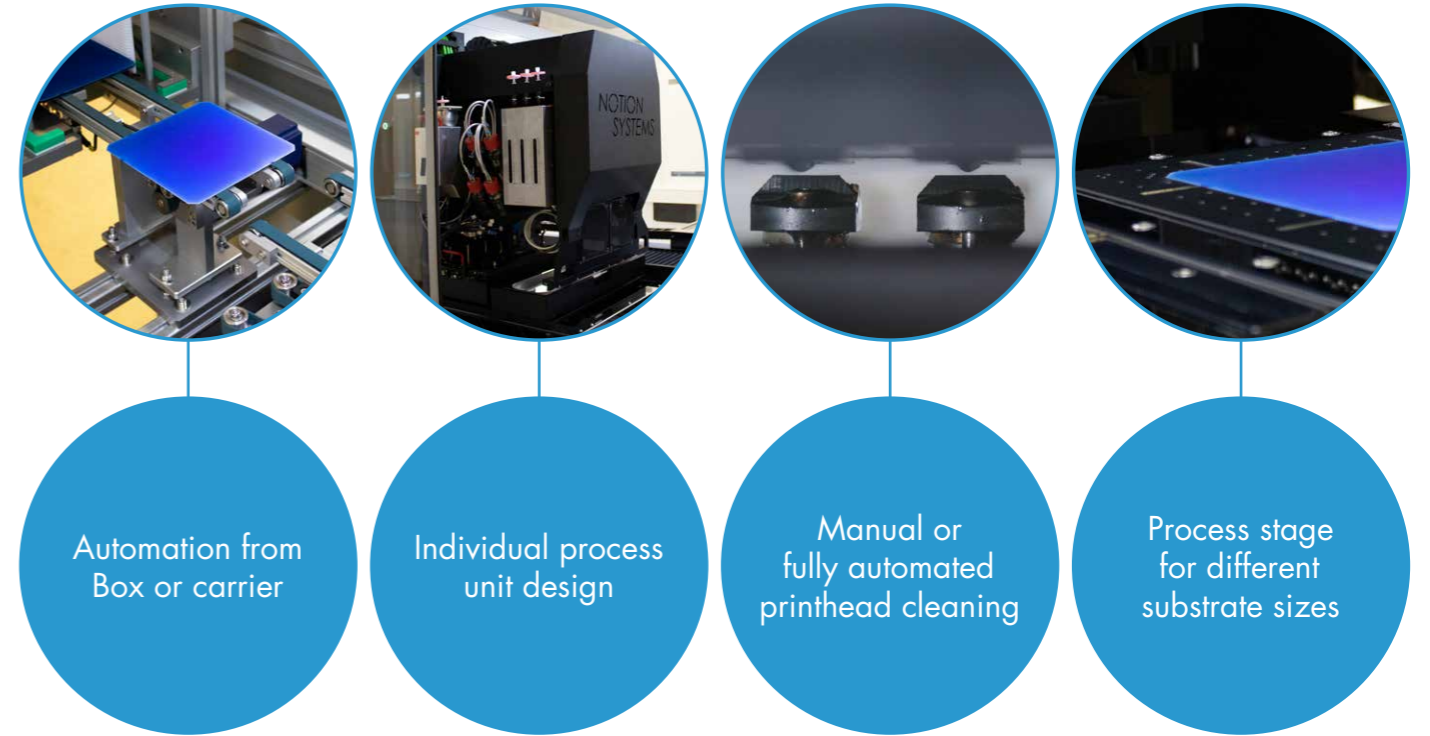 NOTION
SYSTEMS
Automation from
Box or carrier
Individual process
unit design
Manual or
fully automated
printhead cleaning
Process stage
for different
substrate sizes